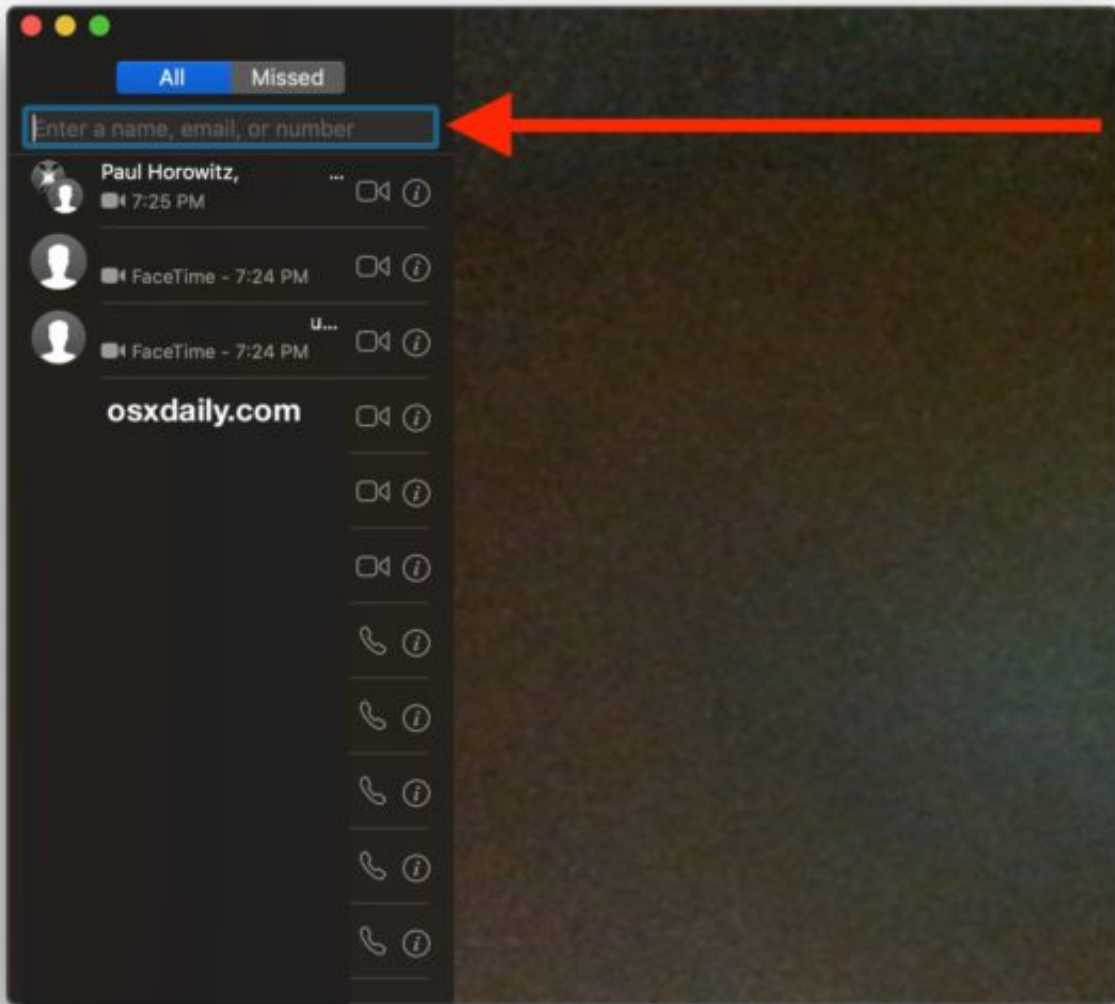 All Missed
Enter a name, email, or number
Paul Horowitz, ...
7:25 PM
FaceTime - 7:24 PM
u...
FaceTime - 7:24 PM
osxdaily.com